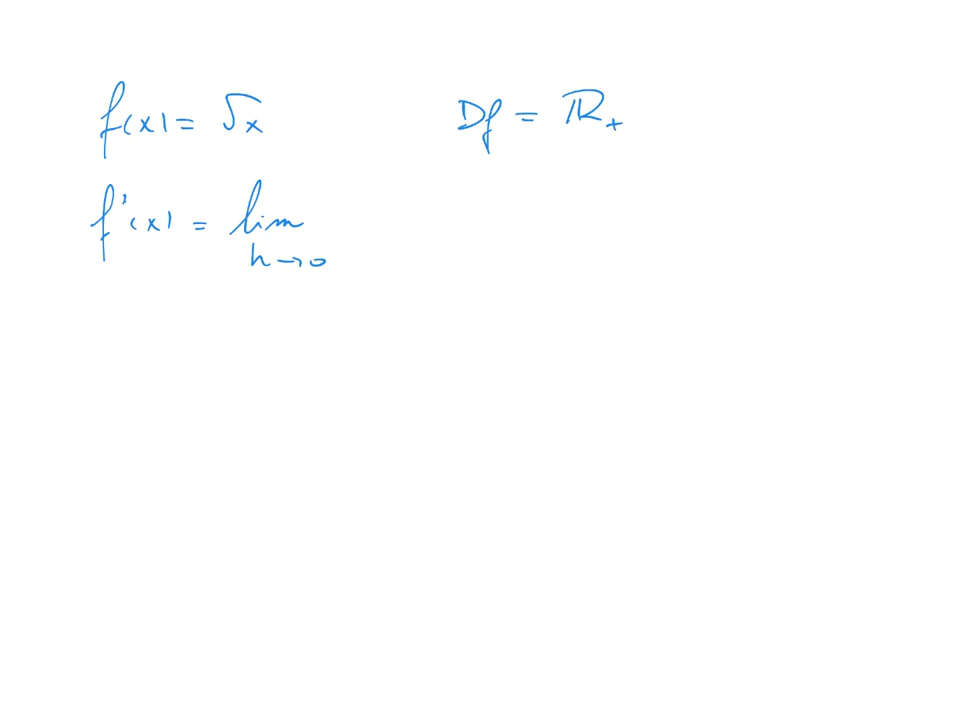 f(x) = √x    Df = ℝ₊
f'(x) = lim
h→0